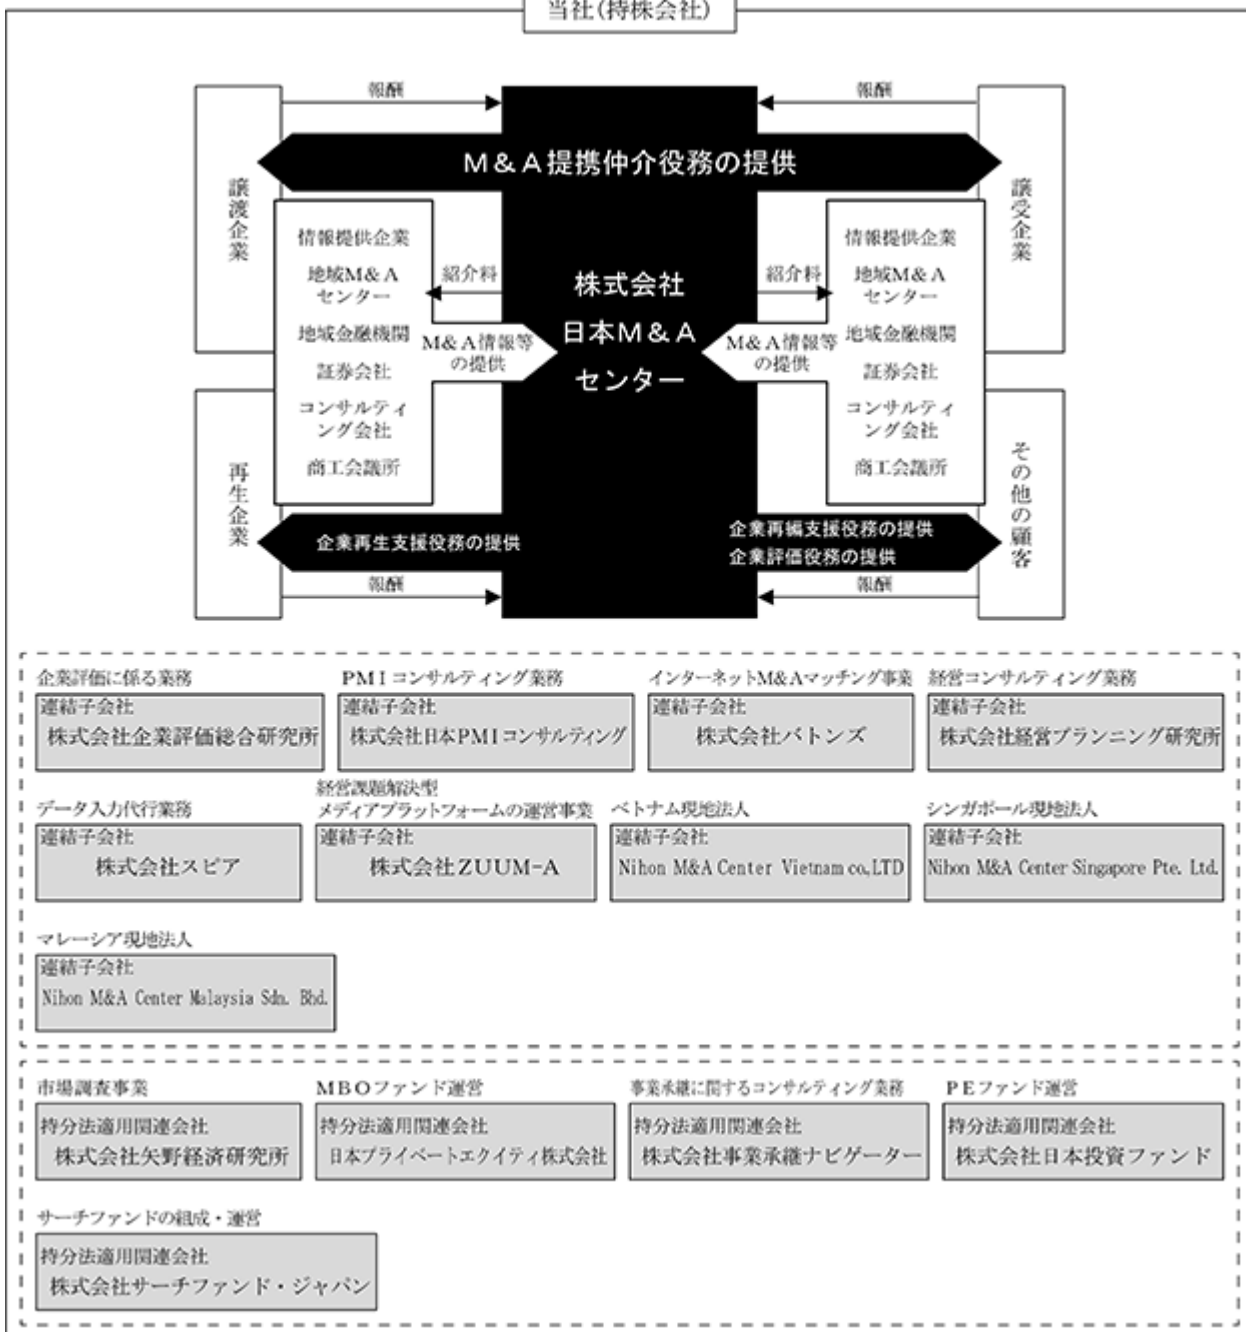 当社(持株会社)
報酬
報酬
M&A提携仲介役務の提供
譲渡企業
譲受企業
情報提供企業
地域M&A
センター
地域金融機関
証券会社
コンサルティ
ング会社
商工会議所
紹介料
M&A情報等
の提供
株式会社
日本M&A
センター
紹介料
M&A情報等
の提供
情報提供企業
地域M&A
センター
地域金融機関
証券会社
コンサルティ
ング会社
商工会議所
再生企業
その他の顧客
企業再生支援役務の提供
企業再編支援役務の提供
企業評価役務の提供
報酬
報酬
企業評価に係る業務
連結子会社
株式会社企業評価総合研究所
PMIコンサルティング業務
連結子会社
株式会社日本PMIコンサルティング
インターネットM&Aマッチング事業
連結子会社
株式会社バトンズ
経営コンサルティング業務
連結子会社
株式会社経営プランニング研究所
データ入力代行業務
連結子会社
株式会社スピア
経営課題解決型
メディアプラットフォームの運営事業
連結子会社
株式会社ZUUM-A
ベトナム現地法人
連結子会社
Nihon M&A Center Vietnam co,LTD
シンガポール現地法人
連結子会社
Nihon M&A Center Singapore Pte. Ltd.
マレーシア現地法人
連結子会社
Nihon M&A Center Malaysia Sdn. Bhd.
市場調査事業
持分法適用関連会社
株式会社矢野経済研究所
MBOファンド運営
持分法適用関連会社
日本プライベートエクイティ株式会社
事業承継に関するコンサルティング業務
持分法適用関連会社
株式会社事業承継ナビゲーター
PEファンド運営
持分法適用関連会社
株式会社日本投資ファンド
サーチファンドの組成・運営
持分法適用関連会社
株式会社サーチファンド・ジャパン